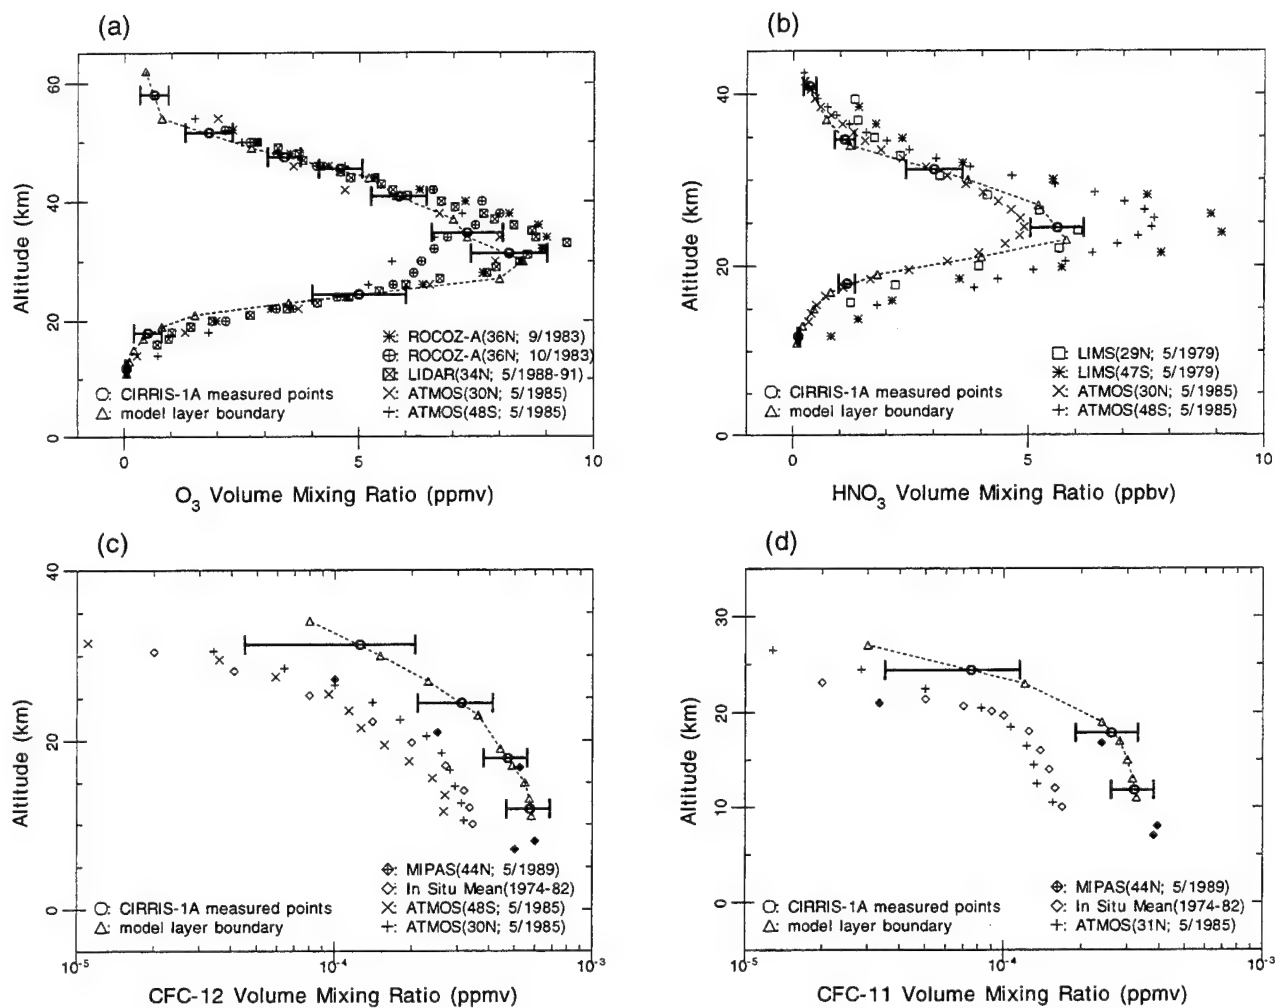 (a)
60
40
20
0
Altitude (km)
✳: ROCOZ-A(36N; 9/1983)
⊕: ROCOZ-A(36N; 10/1983)
⊠: LIDAR(34N; 5/1988-91)
×: ATMOS(30N; 5/1985)
+: ATMOS(48S; 5/1985)
○: CIRRIS-1A measured points
△: model layer boundary
0 5 10
O3 Volume Mixing Ratio (ppmv)
(b)
40
20
0
Altitude (km)
□: LIMS(29N; 5/1979)
✳: LIMS(47S; 5/1979)
×: ATMOS(30N; 5/1985)
+: ATMOS(48S; 5/1985)
○: CIRRIS-1A measured points
△: model layer boundary
0 5 10
HNO3 Volume Mixing Ratio (ppbv)
(c)
40
20
0
Altitude (km)
◈: MIPAS(44N; 5/1989)
◇: In Situ Mean(1974-82)
×: ATMOS(48S; 5/1985)
+: ATMOS(30N; 5/1985)
○: CIRRIS-1A measured points
△: model layer boundary
10-5 10-4 10-3
CFC-12 Volume Mixing Ratio (ppmv)
(d)
30
20
10
0
Altitude (km)
◈: MIPAS(44N; 5/1989)
◇: In Situ Mean(1974-82)
+: ATMOS(31N; 5/1985)
○: CIRRIS-1A measured points
△: model layer boundary
10-5 10-4 10-3
CFC-11 Volume Mixing Ratio (ppmv)